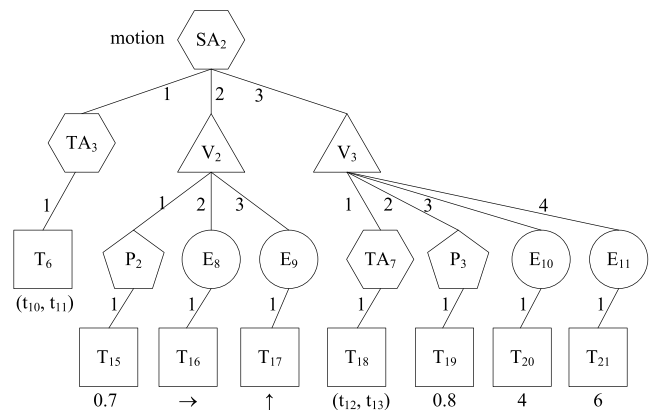 motion SA₂
1 2 3
TA₃ V₂ V₃
1 1 2 3 1 2 3 4
T₆ P₂ E₈ E₉ TA₇ P₃ E₁₀ E₁₁
(t₁₀, t₁₁) 1 1 1 1 1 1 1
T₁₅ T₁₆ T₁₇ T₁₈ T₁₉ T₂₀ T₂₁
0.7 → ↑ (t₁₂, t₁₃) 0.8 4 6